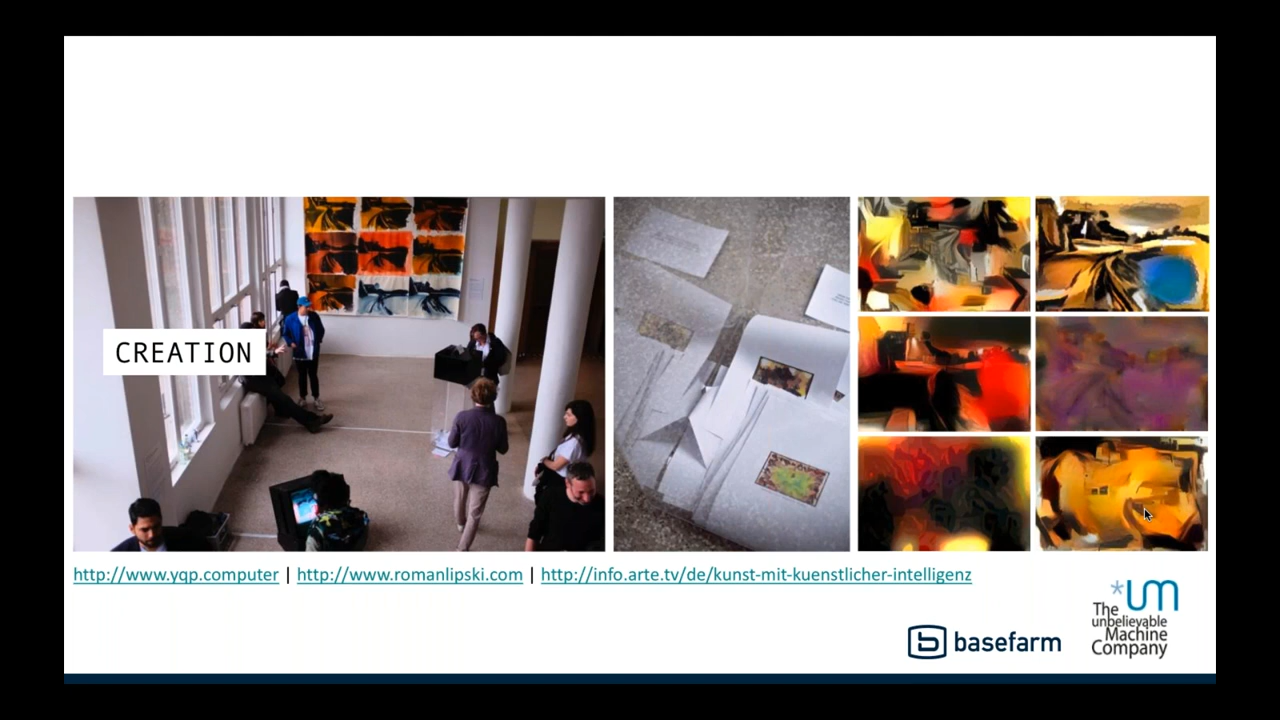 CREATION
http://www.yqp.computer | http://www.romanlipski.com | http://info.arte.tv/de/kunst-mit-kuenstlicher-intelligenz
*um
The
unbelievable
Machine
Company
basefarm